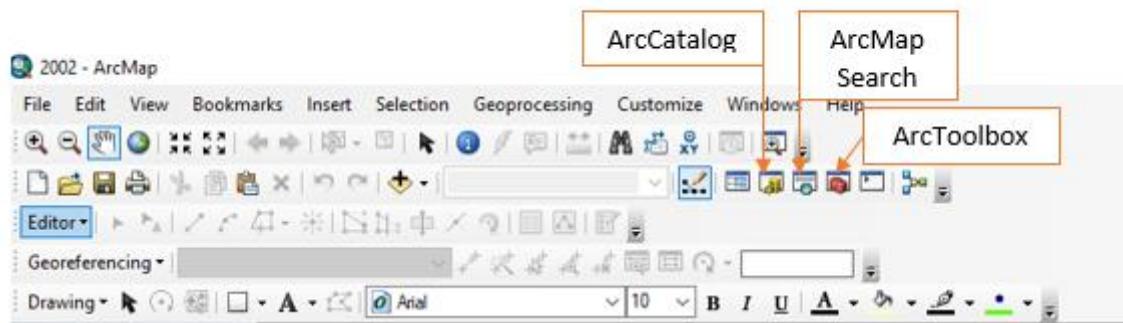 ArcCatalog
ArcMap
Search
2002 - ArcMap
File Edit View Bookmarks Insert Selection Geoprocessing Customize Windows Help
ArcToolbox
XY
Editor
Georeferencing
Drawing A Arial 10 B I U A